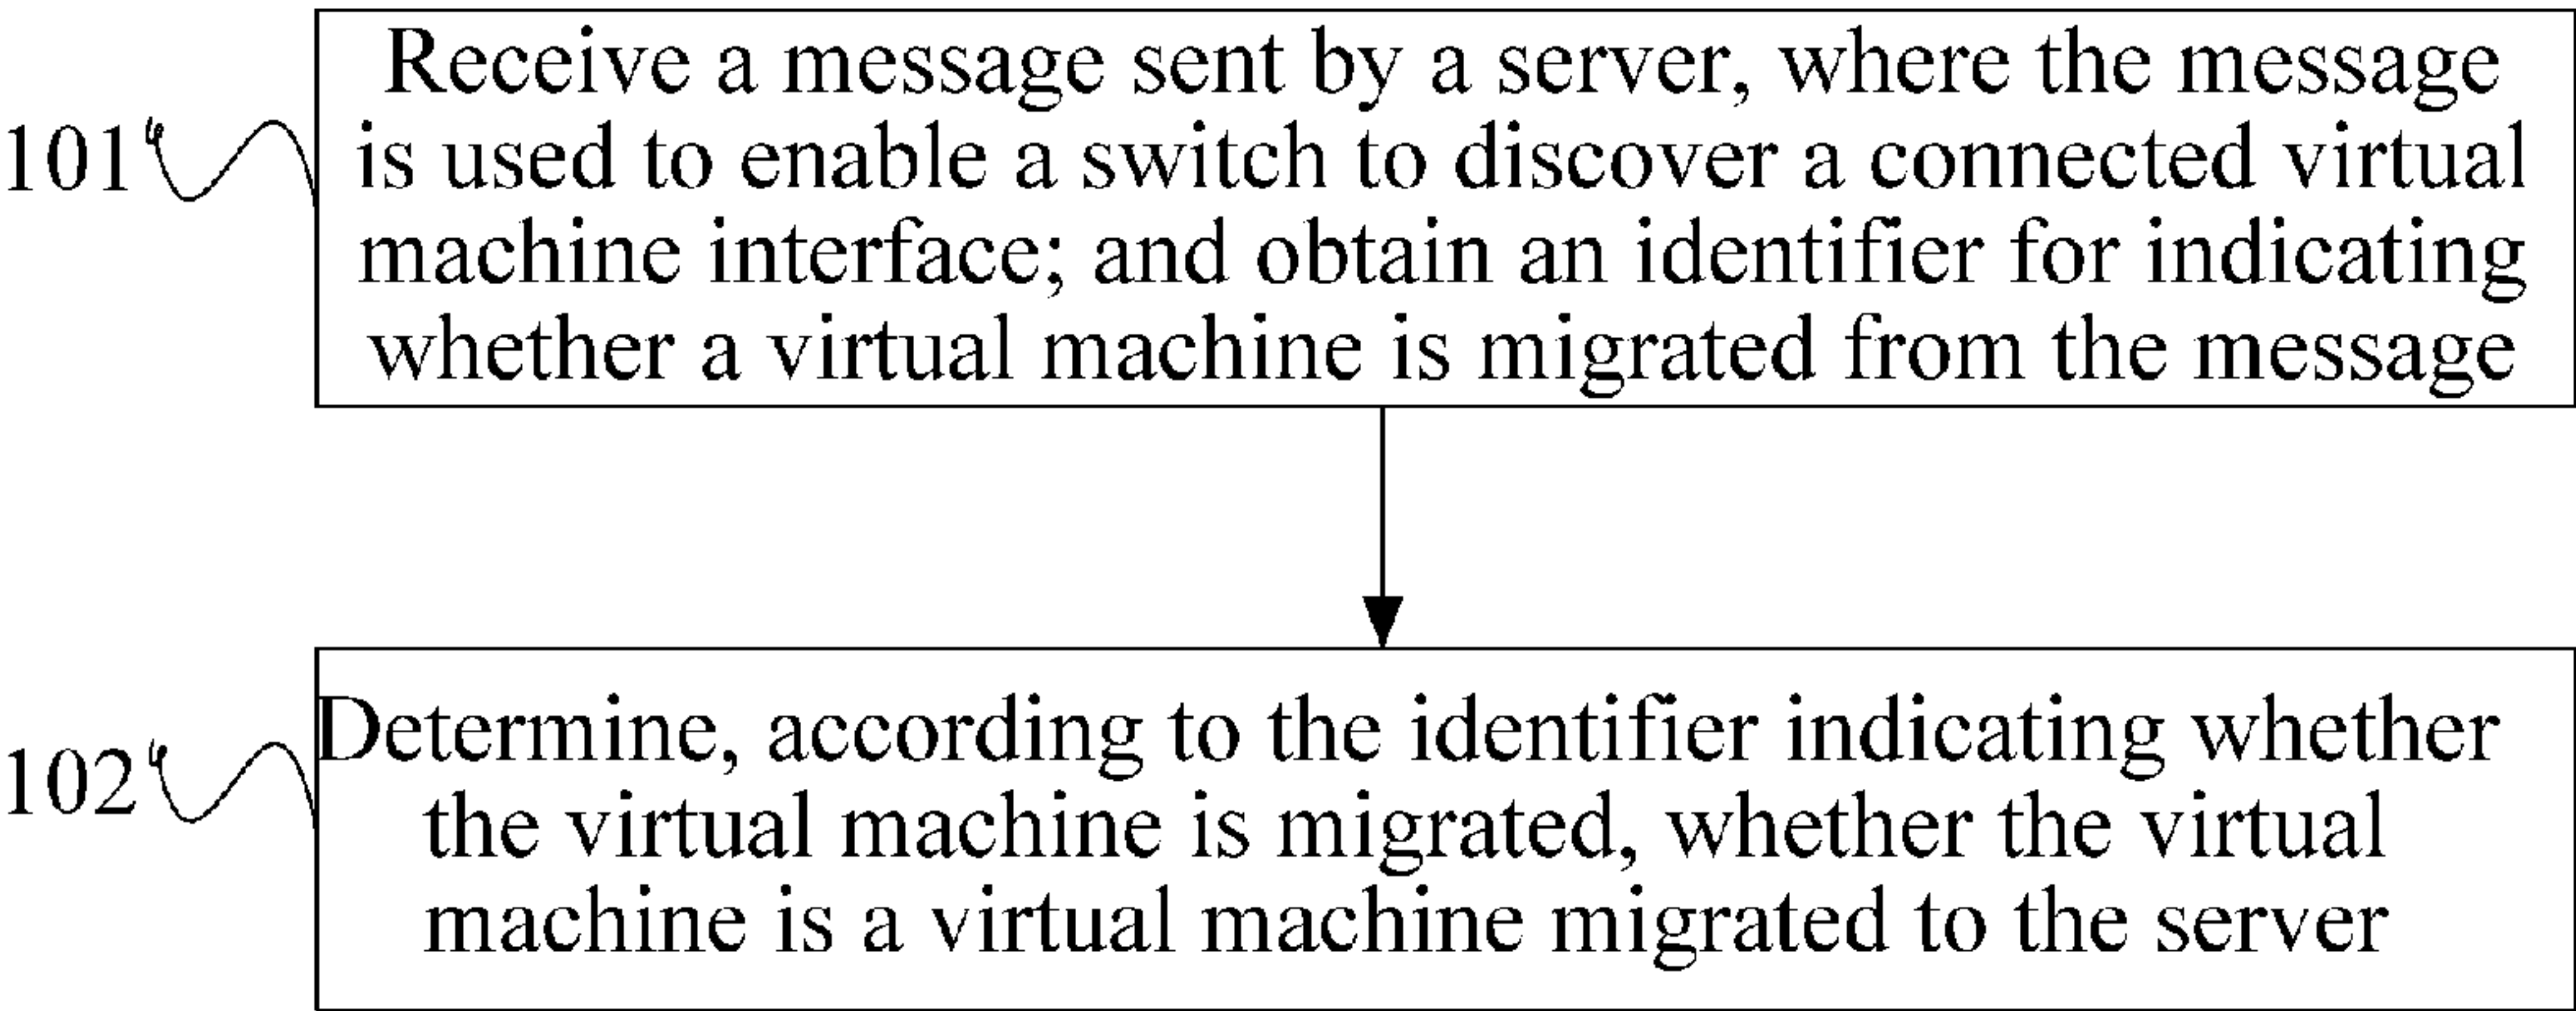 Receive a message sent by a server, where the message
101 is used to enable a switch to discover a connected virtual
machine interface; and obtain an identifier for indicating
whether a virtual machine is migrated from the message
Determine, according to the identifier indicating whether
102 the virtual machine is migrated, whether the virtual
machine is a virtual machine migrated to the server